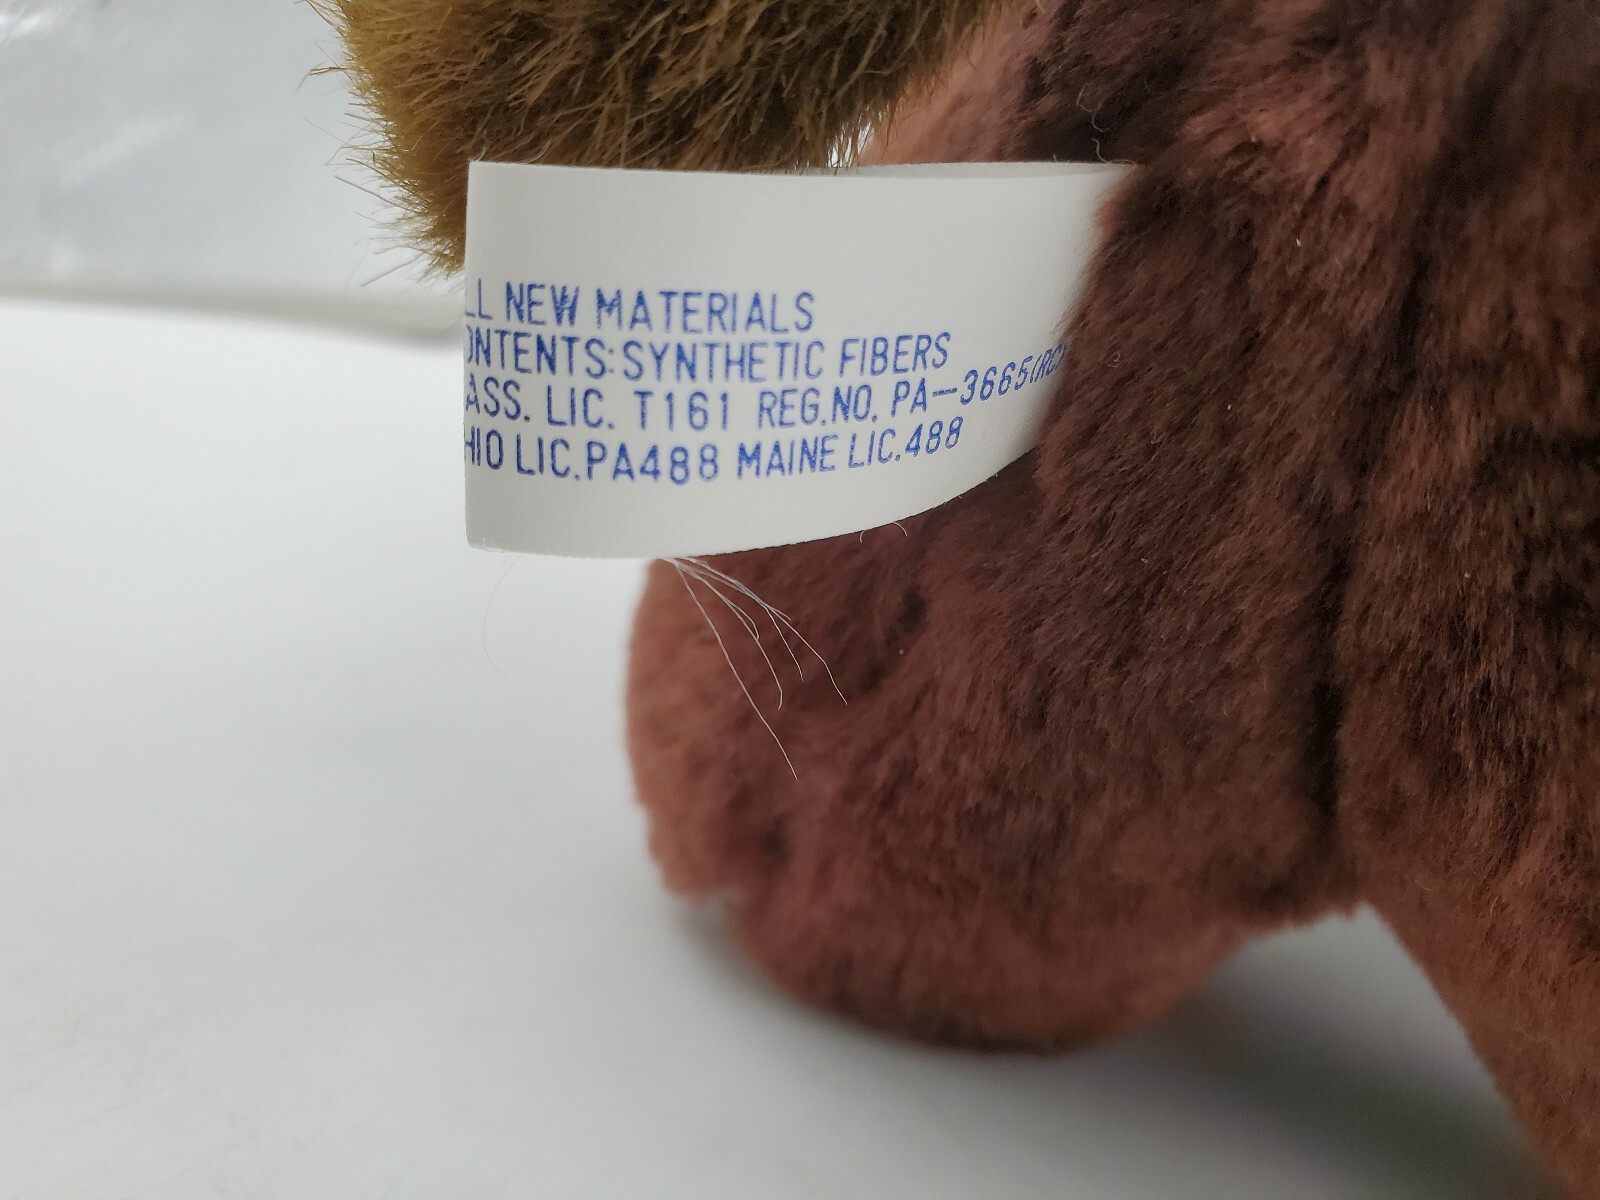 LL NEW MATERIALS
ONTENTS: SYNTHETIC FIBERS
ASS. LIC. T161 REG.NO. PA-3665(RC)
HIO LIC.PA488 MAINE LIC.488